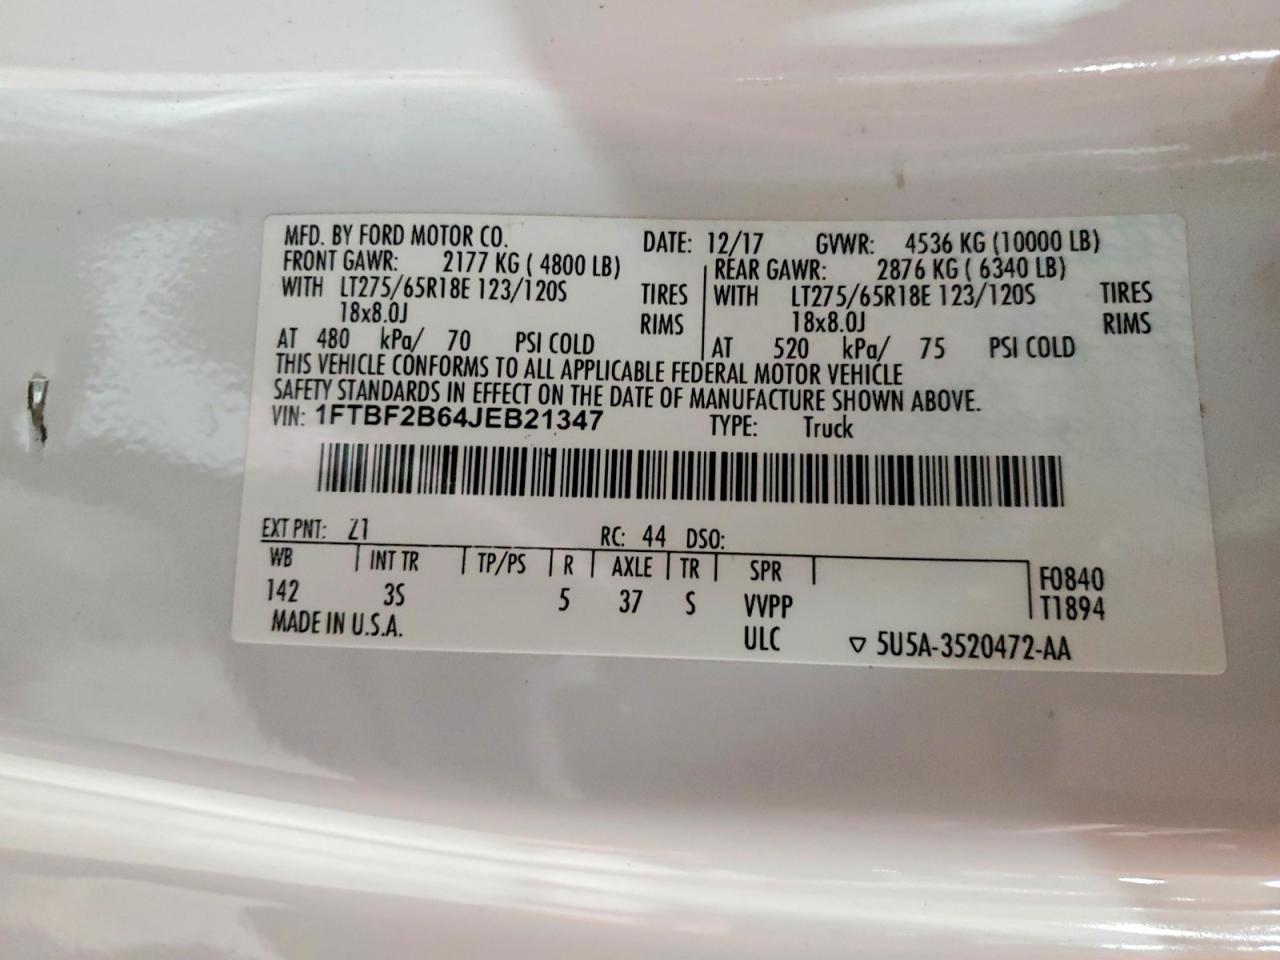 MFD. BY FORD MOTOR CO. DATE: 12/17 GVWR: 4536 KG (10000 LB)
FRONT GAWR: 2177 KG ( 4800 LB) REAR GAWR: 2876 KG ( 6340 LB)
WITH LT275/65R18E 123/120S TIRES WITH LT275/65R18E 123/120S TIRES
18x8.0J RIMS 18x8.0J RIMS
AT 480 kPa/ 70 PSI COLD AT 520 kPa/ 75 PSI COLD
THIS VEHICLE CONFORMS TO ALL APPLICABLE FEDERAL MOTOR VEHICLE
SAFETY STANDARDS IN EFFECT ON THE DATE OF MANUFACTURE SHOWN ABOVE.
VIN: 1FTBF2B64JEB21347 TYPE: Truck
EXT PNT: Z1 RC: 44 DSO:
WB INT TR TP/PS R AXLE TR SPR F0840
142 3S 5 37 S VVPP T1894
MADE IN U.S.A. ULC ▽ 5U5A-3520472-AA